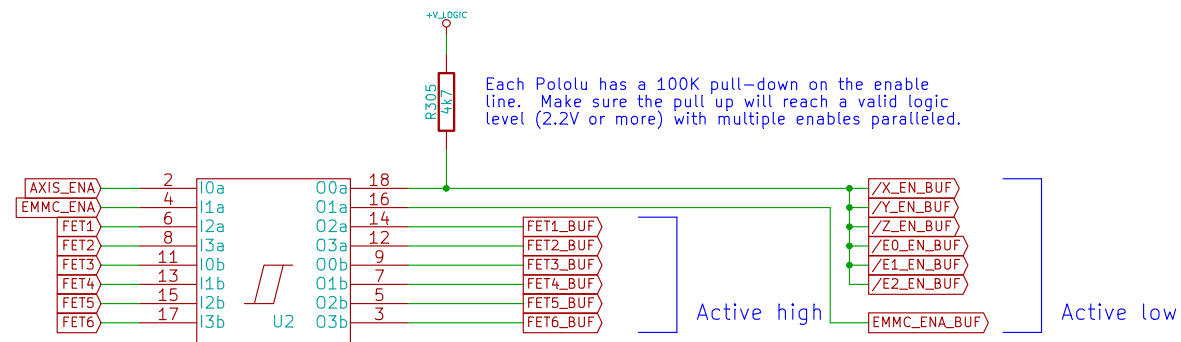 +V_LOGIC
R305
4k7
Each Pololu has a 100K pull-down on the enable
line.  Make sure the pull up will reach a valid logic
level (2.2V or more) with multiple enables paralleled.
AXIS_ENA 2 I0a O0a 18 /X_EN_BUF
EMMC_ENA 4 I1a O1a 16 /Y_EN_BUF
FET1 6 I2a O2a 14 FET1_BUF /Z_EN_BUF
FET2 8 I3a O3a 12 FET2_BUF /E0_EN_BUF
FET3 11 I0b O0b 9 FET3_BUF /E1_EN_BUF
FET4 13 I1b O1b 7 FET4_BUF /E2_EN_BUF
FET5 15 I2b O2b 5 FET5_BUF Active high Active low
FET6 17 I3b U2 O3b 3 FET6_BUF EMMC_ENA_BUF